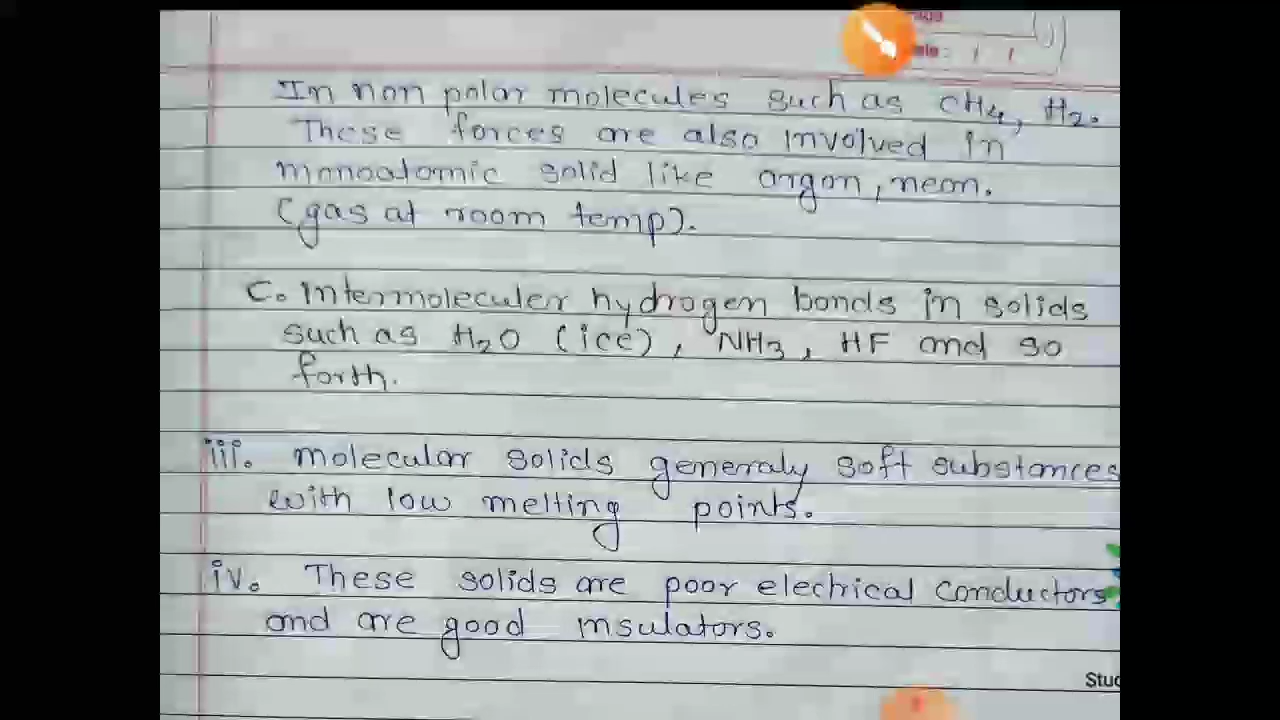 Date: / /
In non polar molecules such as CH4, H2.
These forces are also involved in
monoatomic solid like argon, neon.
(gas at room temp).
C. Intermoleculer hydrogen bonds in solids
such as H2O (ice), NH3, HF and so
forth.
iii. molecular solids generaly soft substances
with low melting points.
iv. These solids are poor electrical conductors
and are good insulators.